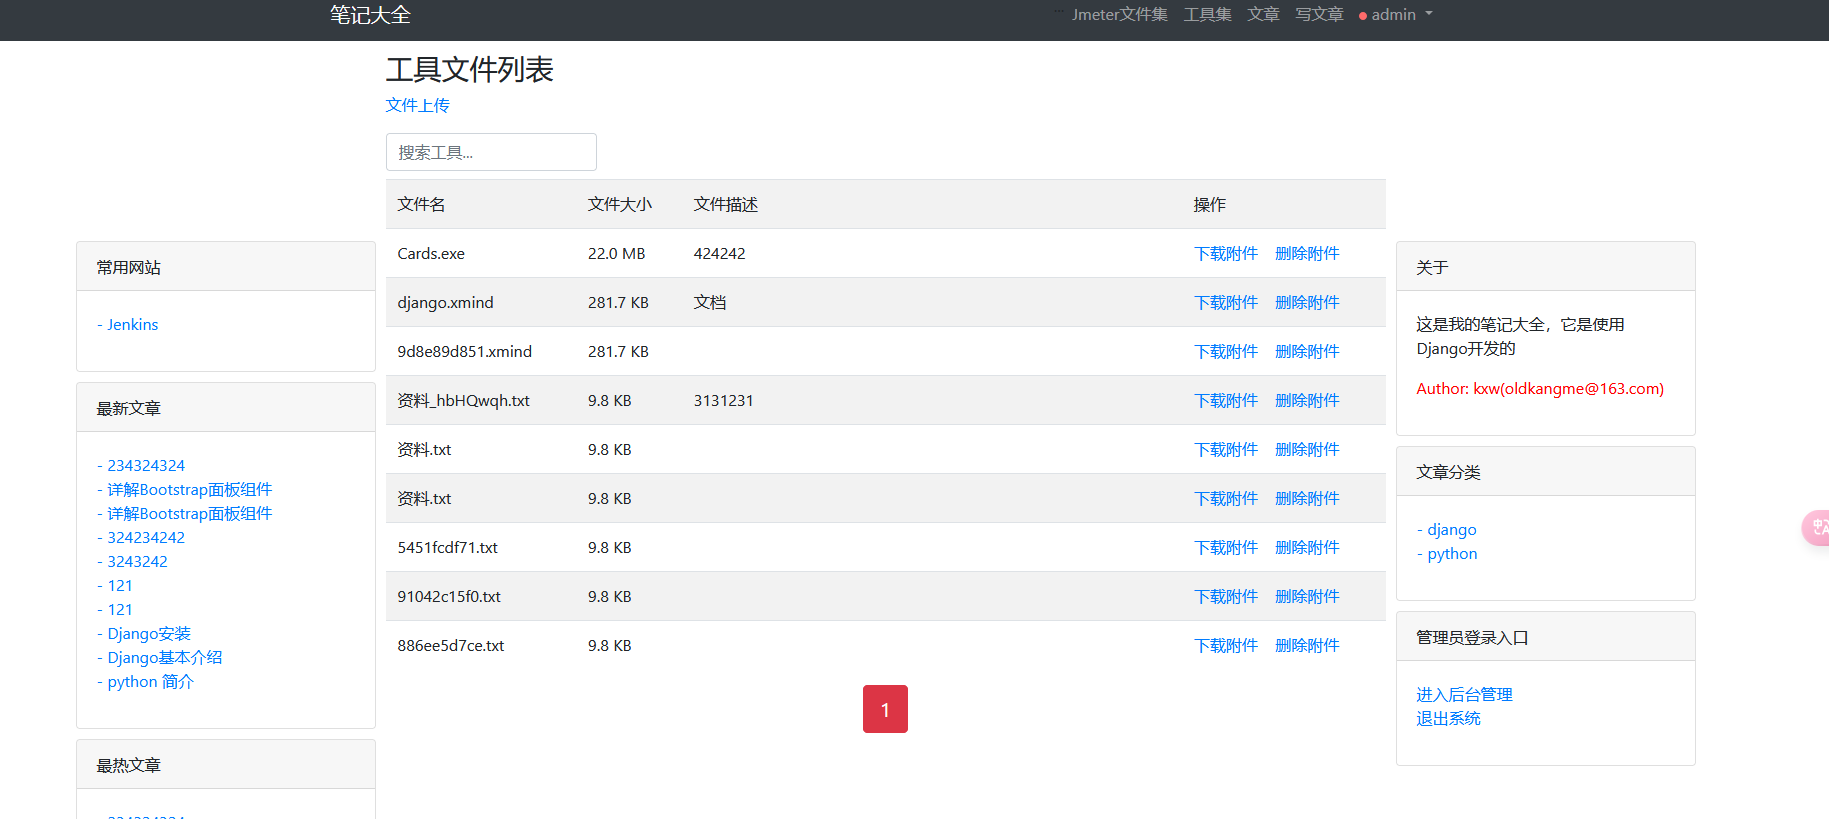 笔记大全
Jmeter文件集 工具集 文章 写文章 admin
工具文件列表
文件上传
搜索工具...
文件名 文件大小 文件描述 操作
Cards.exe 22.0 MB 424242 下载附件 删除附件
django.xmind 281.7 KB 文档 下载附件 删除附件
9d8e89d851.xmind 281.7 KB 下载附件 删除附件
资料_hbHQwqh.txt 9.8 KB 3131231 下载附件 删除附件
资料.txt 9.8 KB 下载附件 删除附件
资料.txt 9.8 KB 下载附件 删除附件
5451fcdf71.txt 9.8 KB 下载附件 删除附件
91042c15f0.txt 9.8 KB 下载附件 删除附件
886ee5d7ce.txt 9.8 KB 下载附件 删除附件
1
常用网站
- Jenkins
最新文章
- 234324324
- 详解Bootstrap面板组件
- 详解Bootstrap面板组件
- 324234242
- 3243242
- 121
- 121
- Django安装
- Django基本介绍
- python 简介
最热文章
关于
这是我的笔记大全，它是使用
Django开发的
Author: kxw(oldkangme@163.com)
文章分类
- django
- python
管理员登录入口
进入后台管理
退出系统